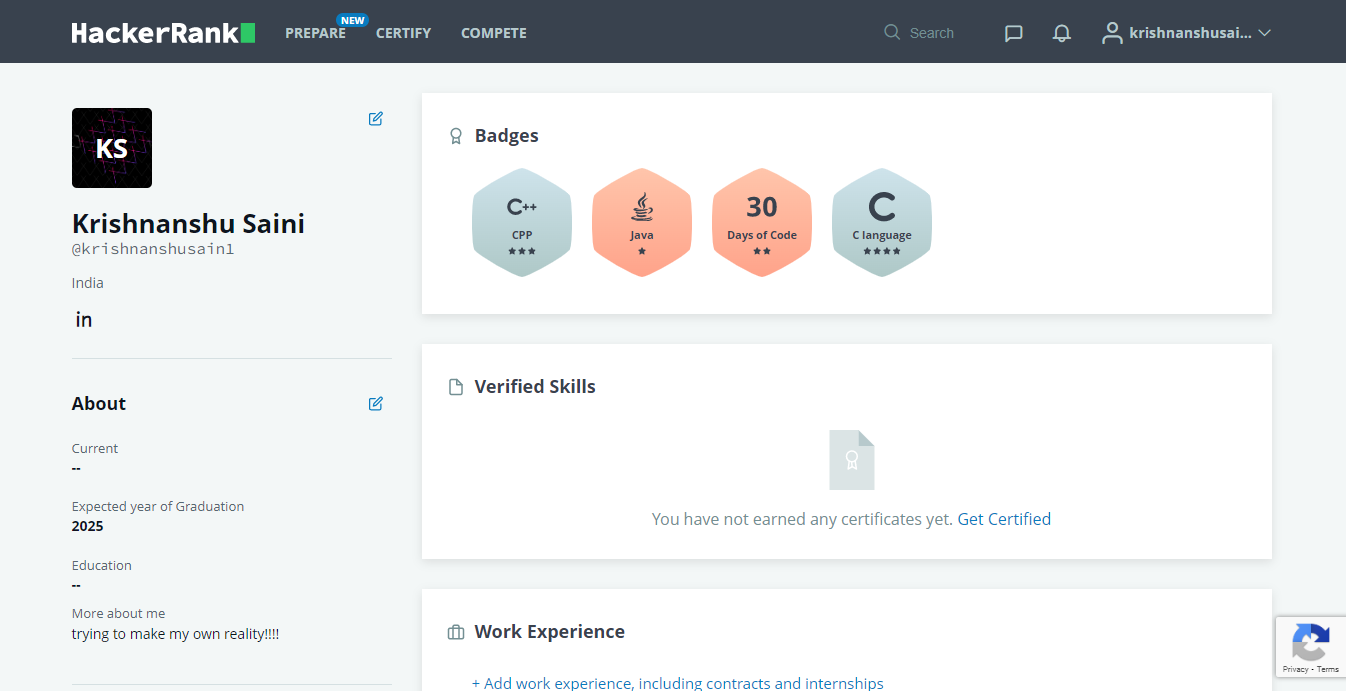 HackerRank
PREPARE
NEW
CERTIFY
COMPETE
Search
krishnanshusai...
KS
Krishnanshu Saini
@krishnanshusain1
India
in
About
Current
--
Expected year of Graduation
2025
Education
--
More about me
trying to make my own reality!!!!
Badges
C++
CPP
Java
30
Days of Code
C
C language
Verified Skills
You have not earned any certificates yet. Get Certified
Work Experience
+ Add work experience, including contracts and internships
Privacy - Terms